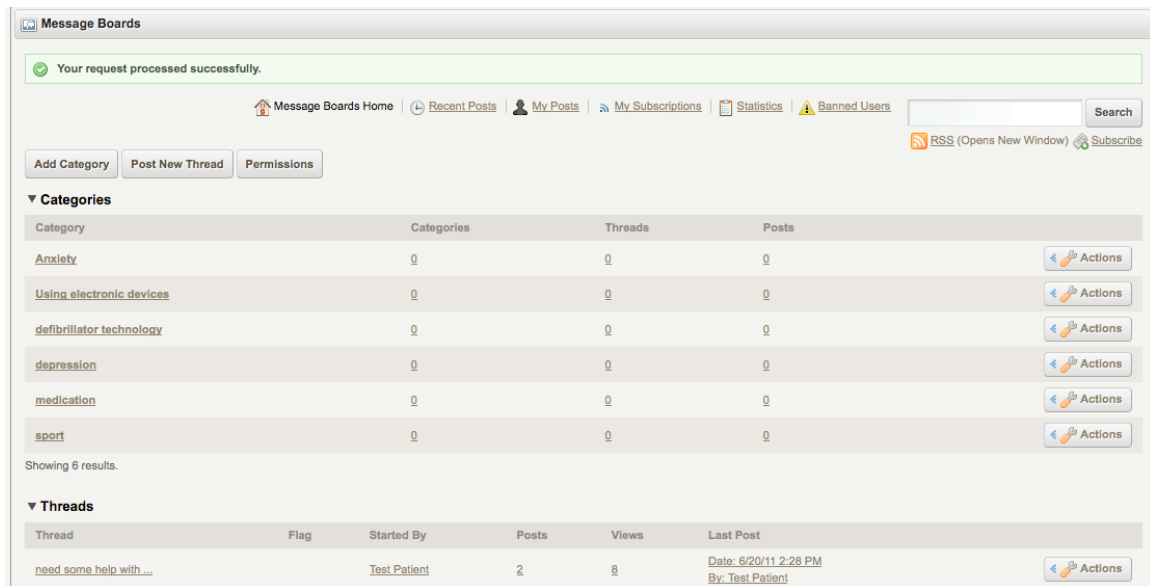 Message Boards
Your request processed successfully.
Message Boards Home Recent Posts My Posts My Subscriptions Statistics Banned Users Search
RSS (Opens New Window) Subscribe
Add Category Post New Thread Permissions
Categories
Category Categories Threads Posts
Anxiety 0 0 0 Actions
Using electronic devices 0 0 0 Actions
defibrillator technology 0 0 0 Actions
depression 0 0 0 Actions
medication 0 0 0 Actions
sport 0 0 0 Actions
Showing 6 results.
Threads
Thread Flag Started By Posts Views Last Post
need some help with ... Test Patient 2 8 Date: 6/20/11 2:28 PM Actions
By: Test Patient